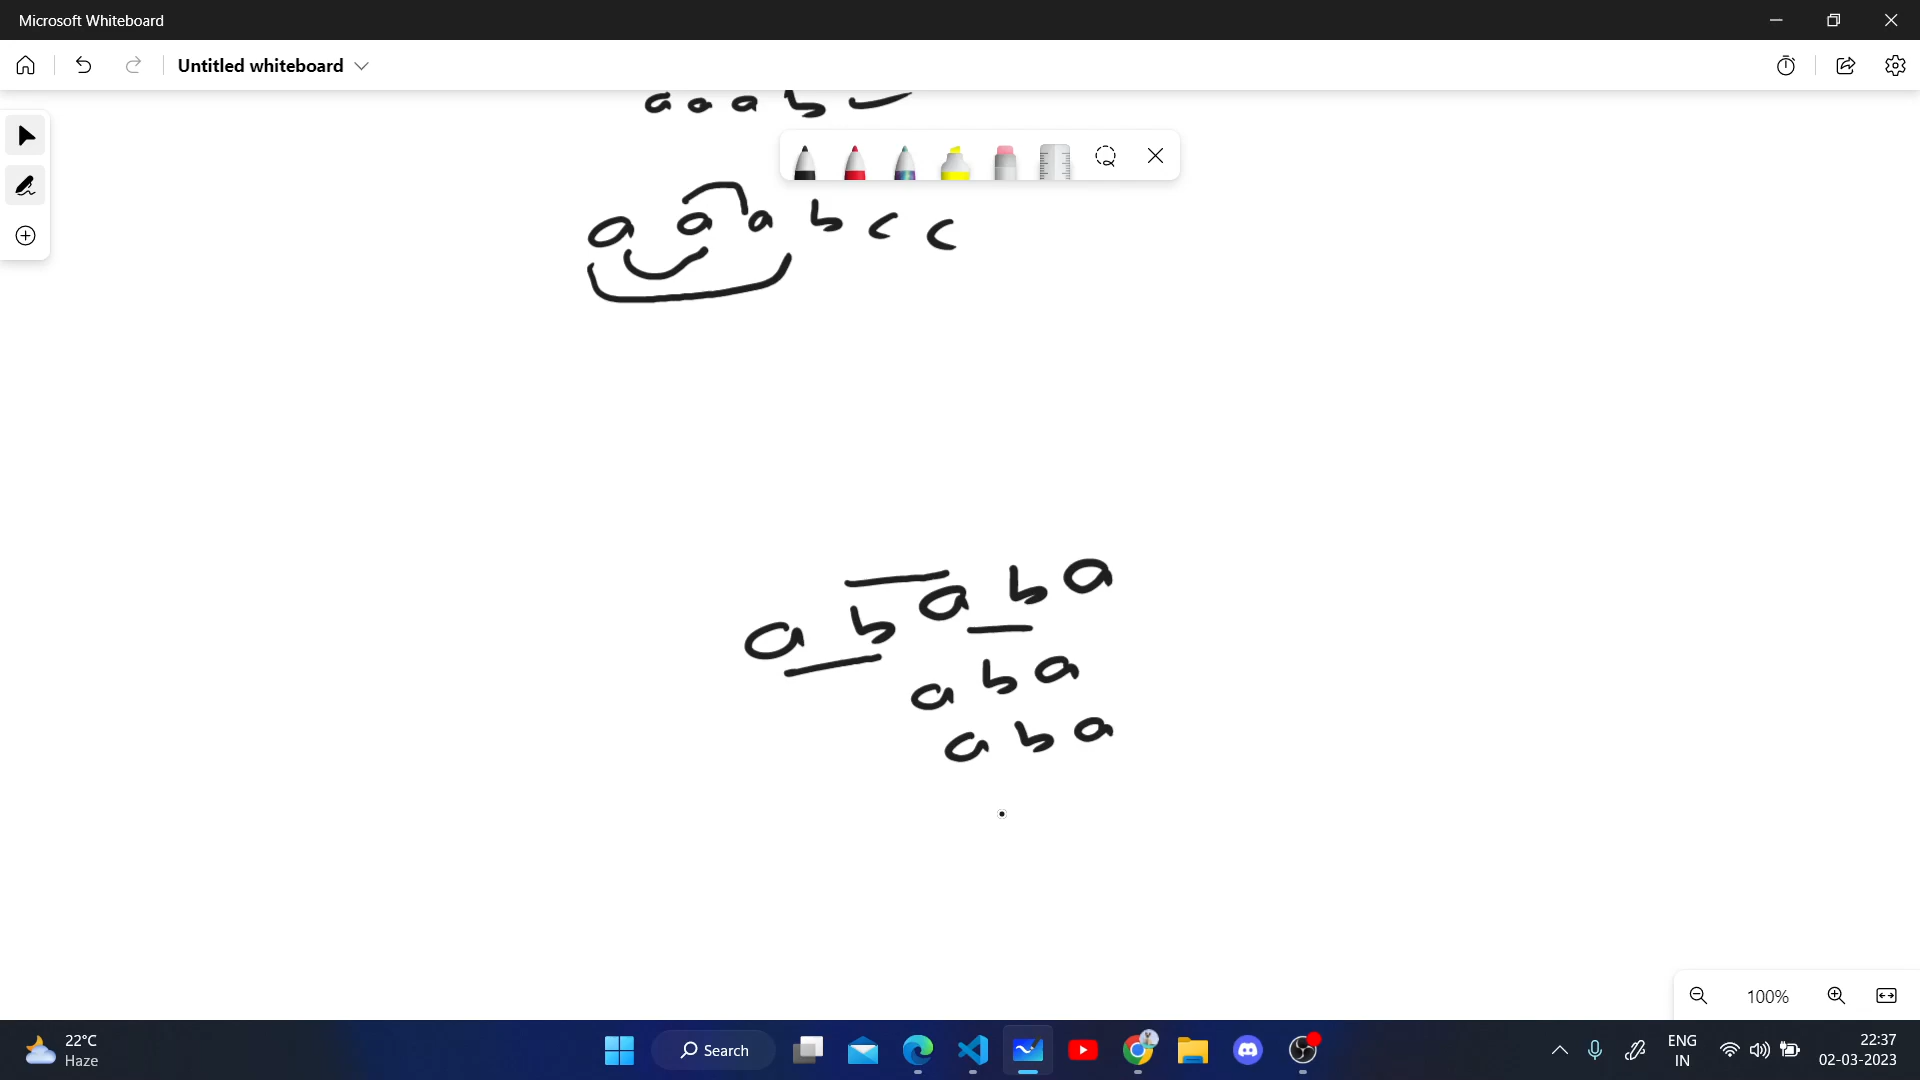 Microsoft Whiteboard
Untitled whiteboard
a a a b
a a a b c c
a b a b a
a b a
a b a
100%
22°C
Haze
Search
ENG
IN
22:37
02-03-2023